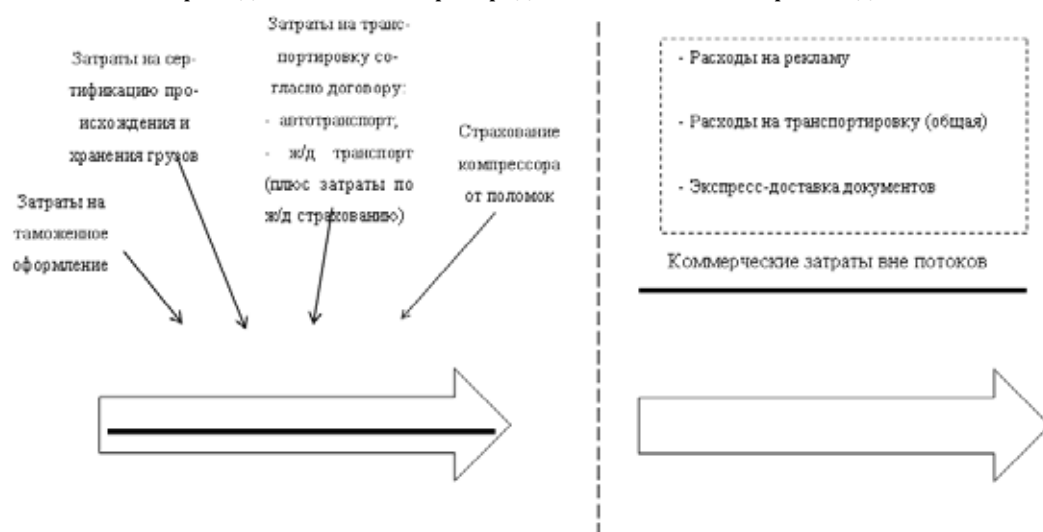 Затраты на транс-
портировку со-
гласно договору:
- автотранспорт,
- ж/д транспорт
(плюс затраты по
ж/д страхованию)
Затраты на сер-
тификацию про-
исхождения и
хранения грузов
Страхование
компрессора
от поломок
Затраты на
таможенное
оформление
- Расходы на рекламу
- Расходы на транспортировку (общая)
- Экспресс-доставка документов
Коммерческие затраты вне потоков